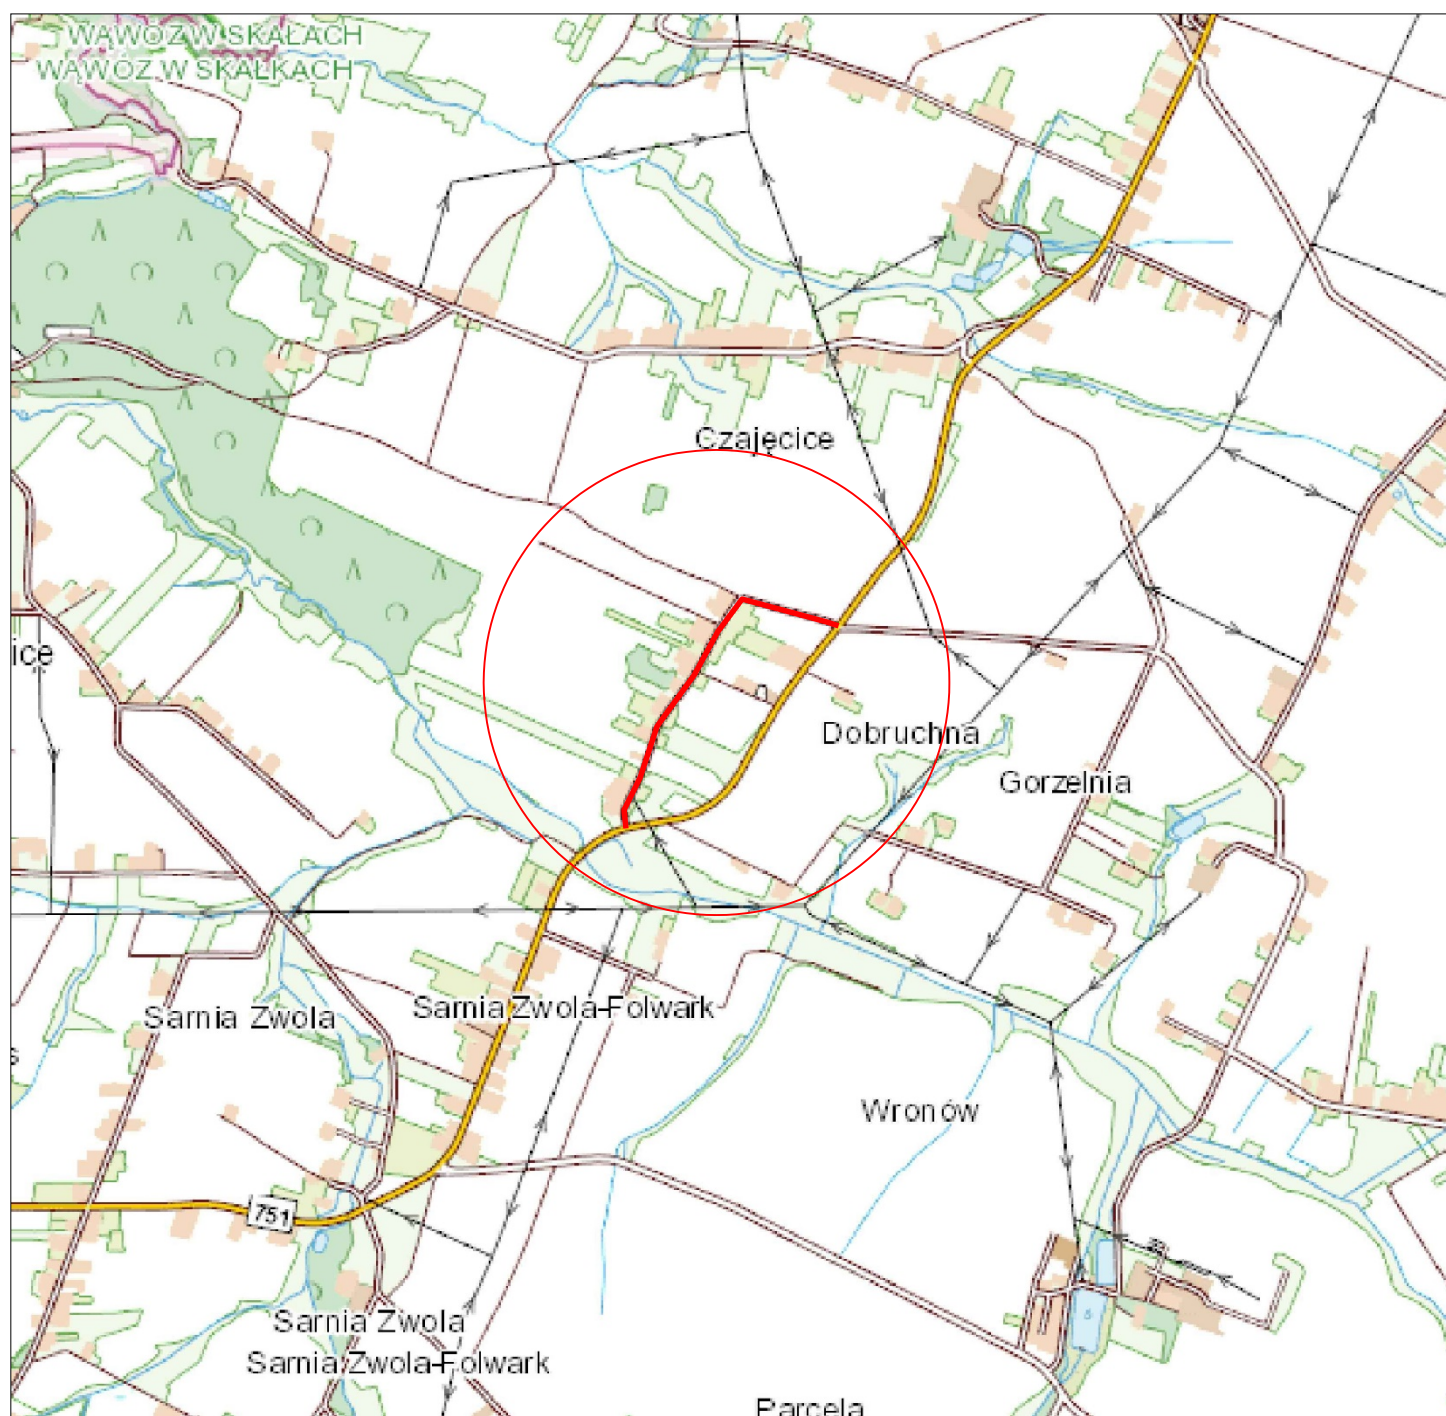 WĄWÓZ W SKAŁACH
WĄWÓZ W SKAŁKACH
Czajęcice
ice
Dobruchna
Gorzelnia
Sarnia Zwola-Folwark
Sarnia Zwola
s
Wronów
751
Sarnia Zwola
Sarnia Zwola-Folwark
Parcela